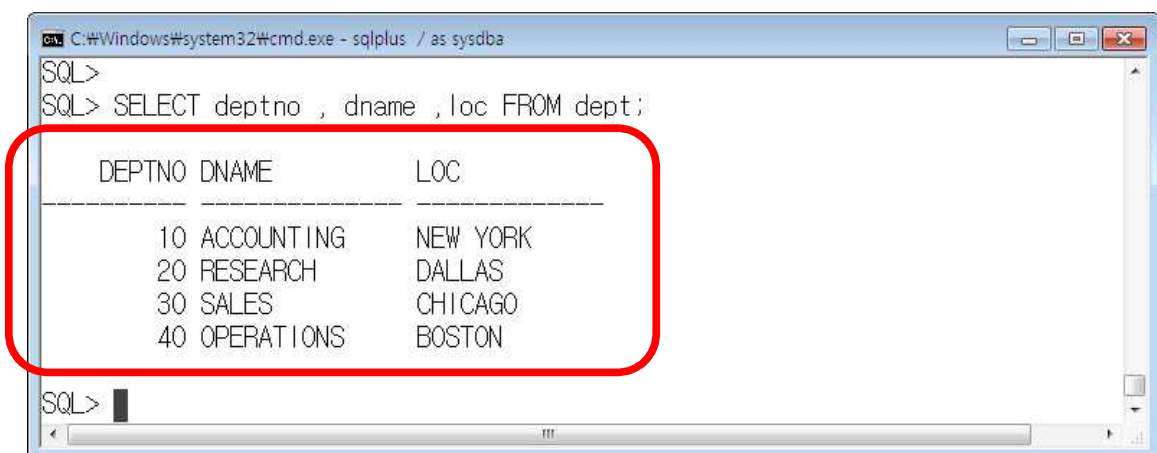 C:₩Windows₩system32₩cmd.exe - sqlplus / as sysdba
SQL>
SQL> SELECT deptno , dname ,loc FROM dept;
DEPTNO DNAME LOC
---------- -------------- -------------
10 ACCOUNTING NEW YORK
20 RESEARCH DALLAS
30 SALES CHICAGO
40 OPERATIONS BOSTON
SQL>